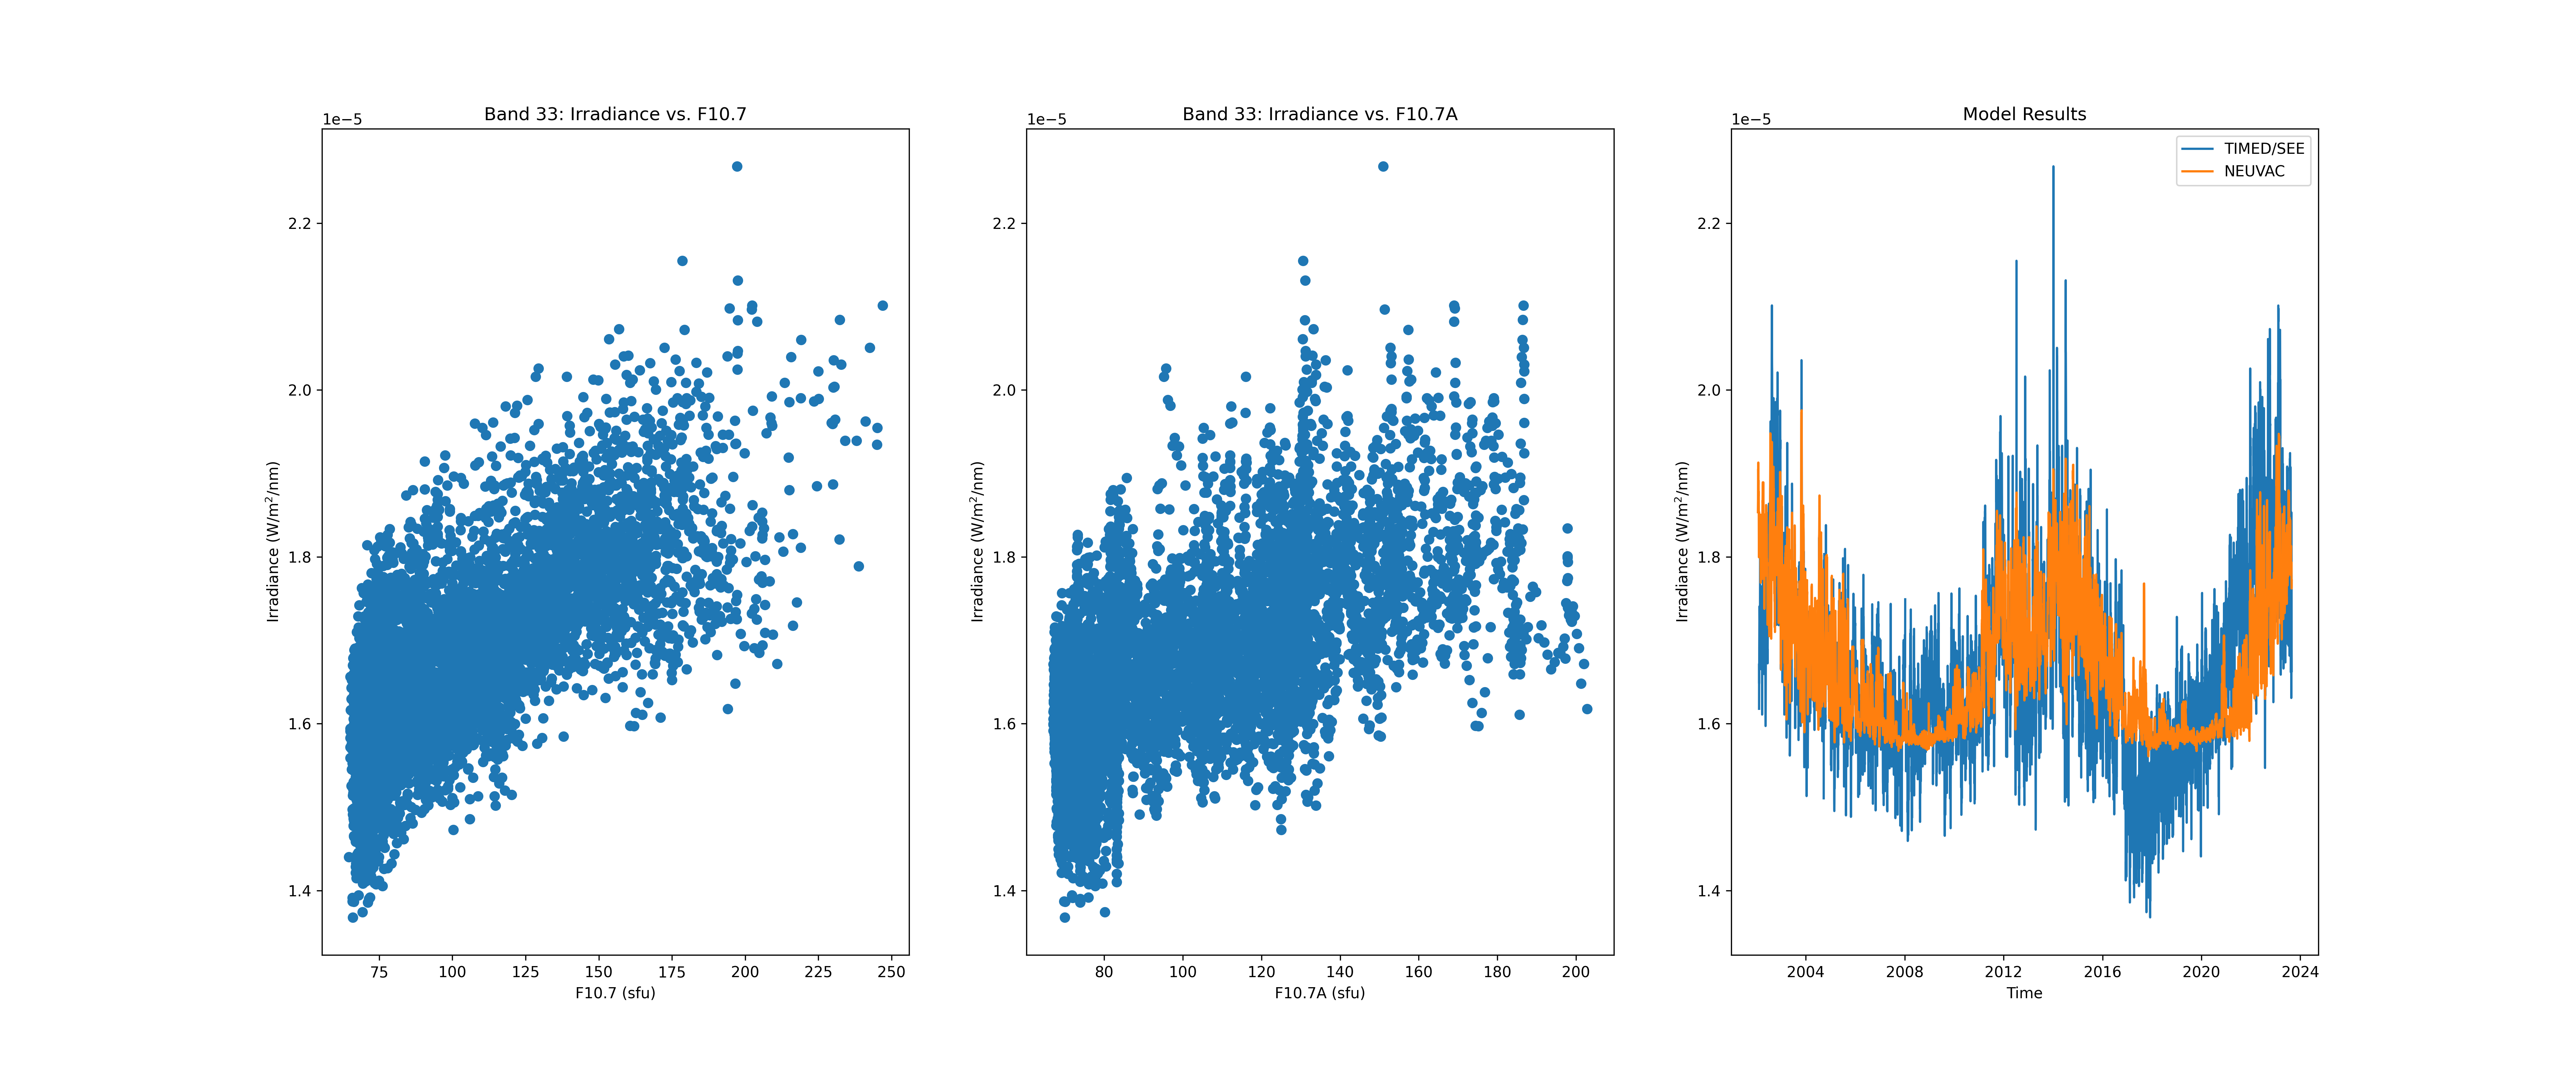 Band 33: Irradiance vs. F10.7
1e−5
2.2
2.0
1.8
1.6
1.4
Irradiance (W/m²/nm)
75 100 125 150 175 200 225 250
F10.7 (sfu)
Band 33: Irradiance vs. F10.7A
1e−5
2.2
2.0
1.8
1.6
1.4
Irradiance (W/m²/nm)
80 100 120 140 160 180 200
F10.7A (sfu)
Model Results
1e−5
TIMED/SEE
NEUVAC
2.2
2.0
1.8
1.6
1.4
Irradiance (W/m²/nm)
2004 2008 2012 2016 2020 2024
Time